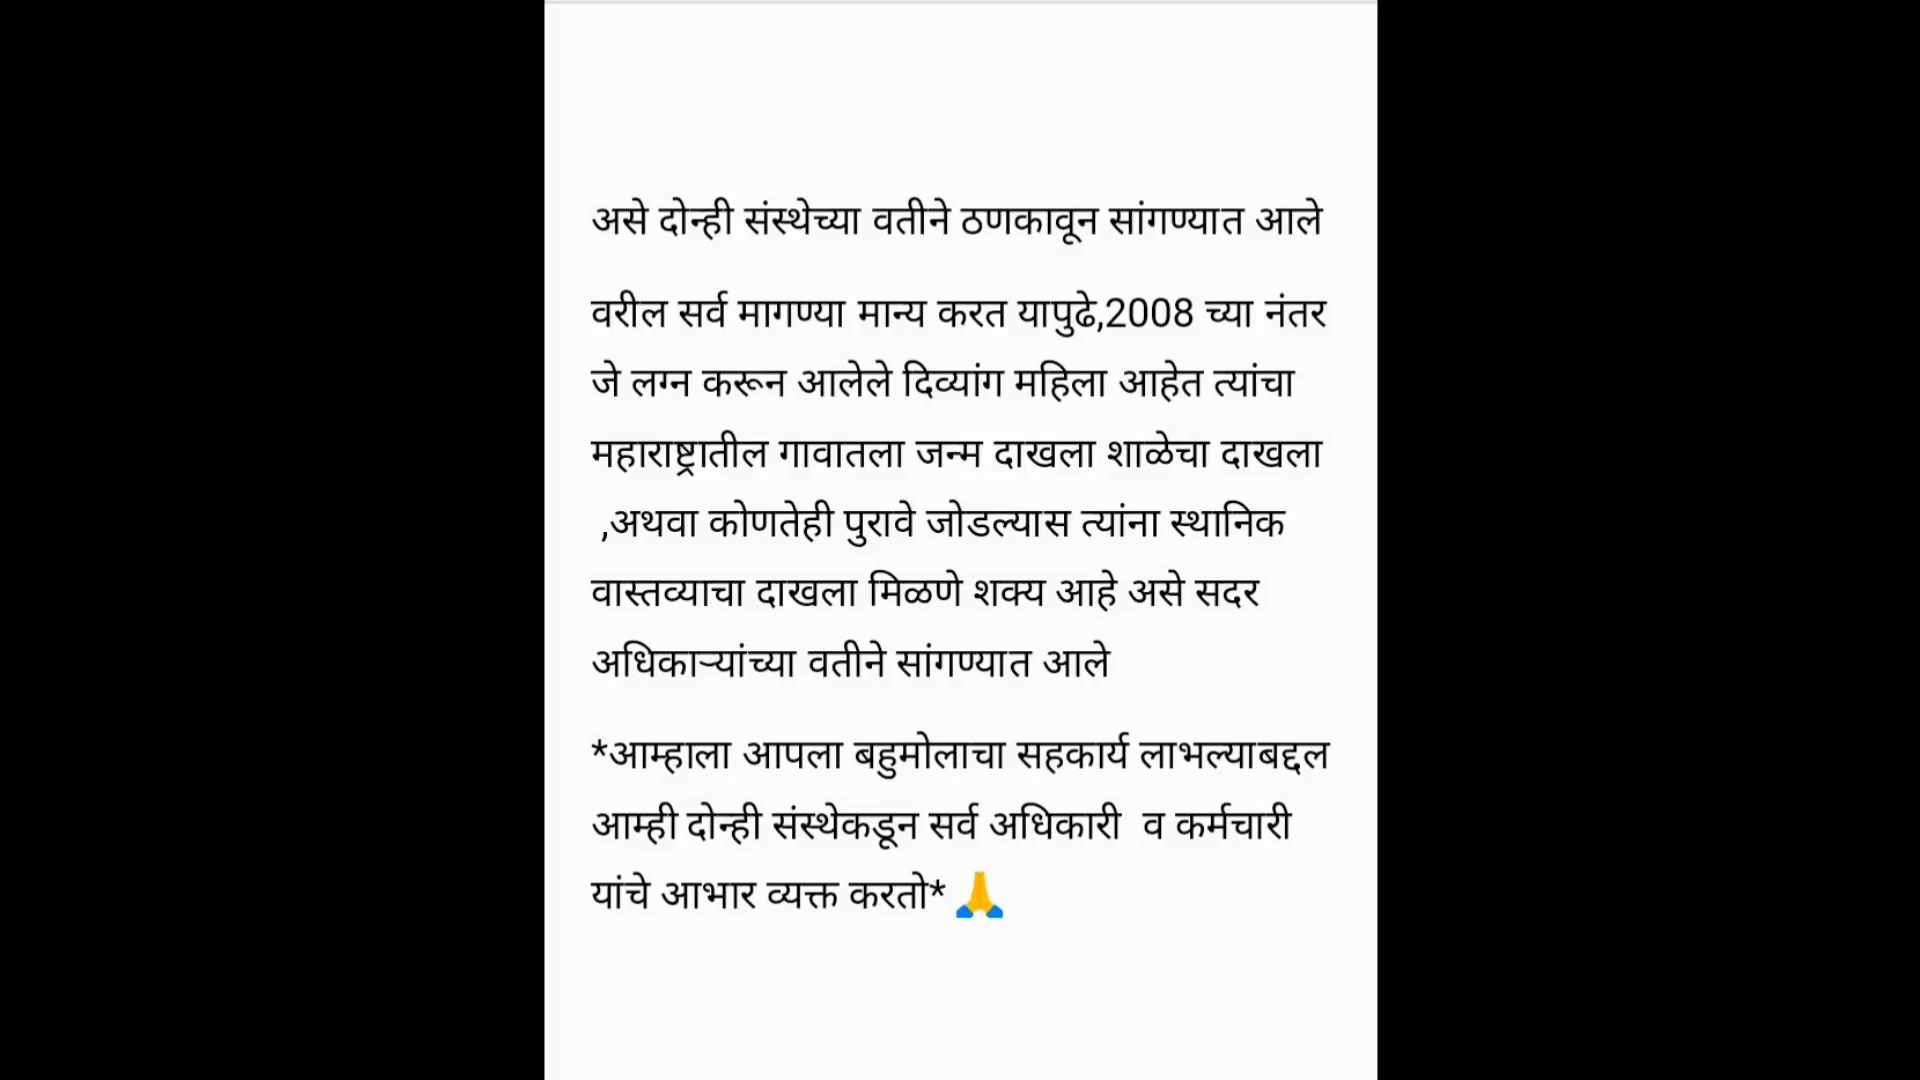 असे दोन्ही संस्थेच्या वतीने ठणकावून सांगण्यात आले
वरील सर्व मागण्या मान्य करत यापुढे,2008 च्या नंतर
जे लग्न करून आलेले दिव्यांग महिला आहेत त्यांचा
महाराष्ट्रातील गावातला जन्म दाखला शाळेचा दाखला
,अथवा कोणतेही पुरावे जोडल्यास त्यांना स्थानिक
वास्तव्याचा दाखला मिळणे शक्य आहे असे सदर
अधिकाऱ्यांच्या वतीने सांगण्यात आले
*आम्हाला आपला बहुमोलाचा सहकार्य लाभल्याबद्दल
आम्ही दोन्ही संस्थेकडून सर्व अधिकारी  व कर्मचारी
यांचे आभार व्यक्त करतो* 🙏